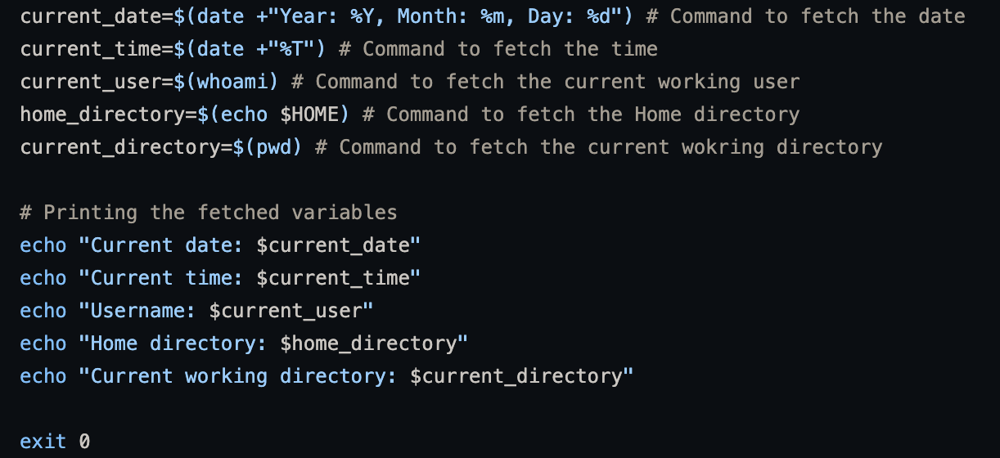 current_date=$(date +"Year: %Y, Month: %m, Day: %d") # Command to fetch the date
current_time=$(date +"%T") # Command to fetch the time
current_user=$(whoami) # Command to fetch the current working user
home_directory=$(echo $HOME) # Command to fetch the Home directory
current_directory=$(pwd) # Command to fetch the current wokring directory

# Printing the fetched variables
echo "Current date: $current_date"
echo "Current time: $current_time"
echo "Username: $current_user"
echo "Home directory: $home_directory"
echo "Current working directory: $current_directory"

exit 0